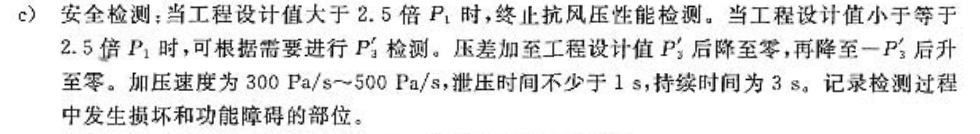 c） 安全检测：当工程设计值大于 2.5 倍 P₁ 时，终止抗风压性能检测。当工程设计值小于等于
2.5 倍 P₁ 时，可根据需要进行 P′₃ 检测。压差加至工程设计值 P′₃ 后降至零，再降至－P′₃ 后升
至零。加压速度为 300 Pa/s～500 Pa/s，泄压时间不少于 1 s，持续时间为 3 s。记录检测过程
中发生损坏和功能障碍的部位。